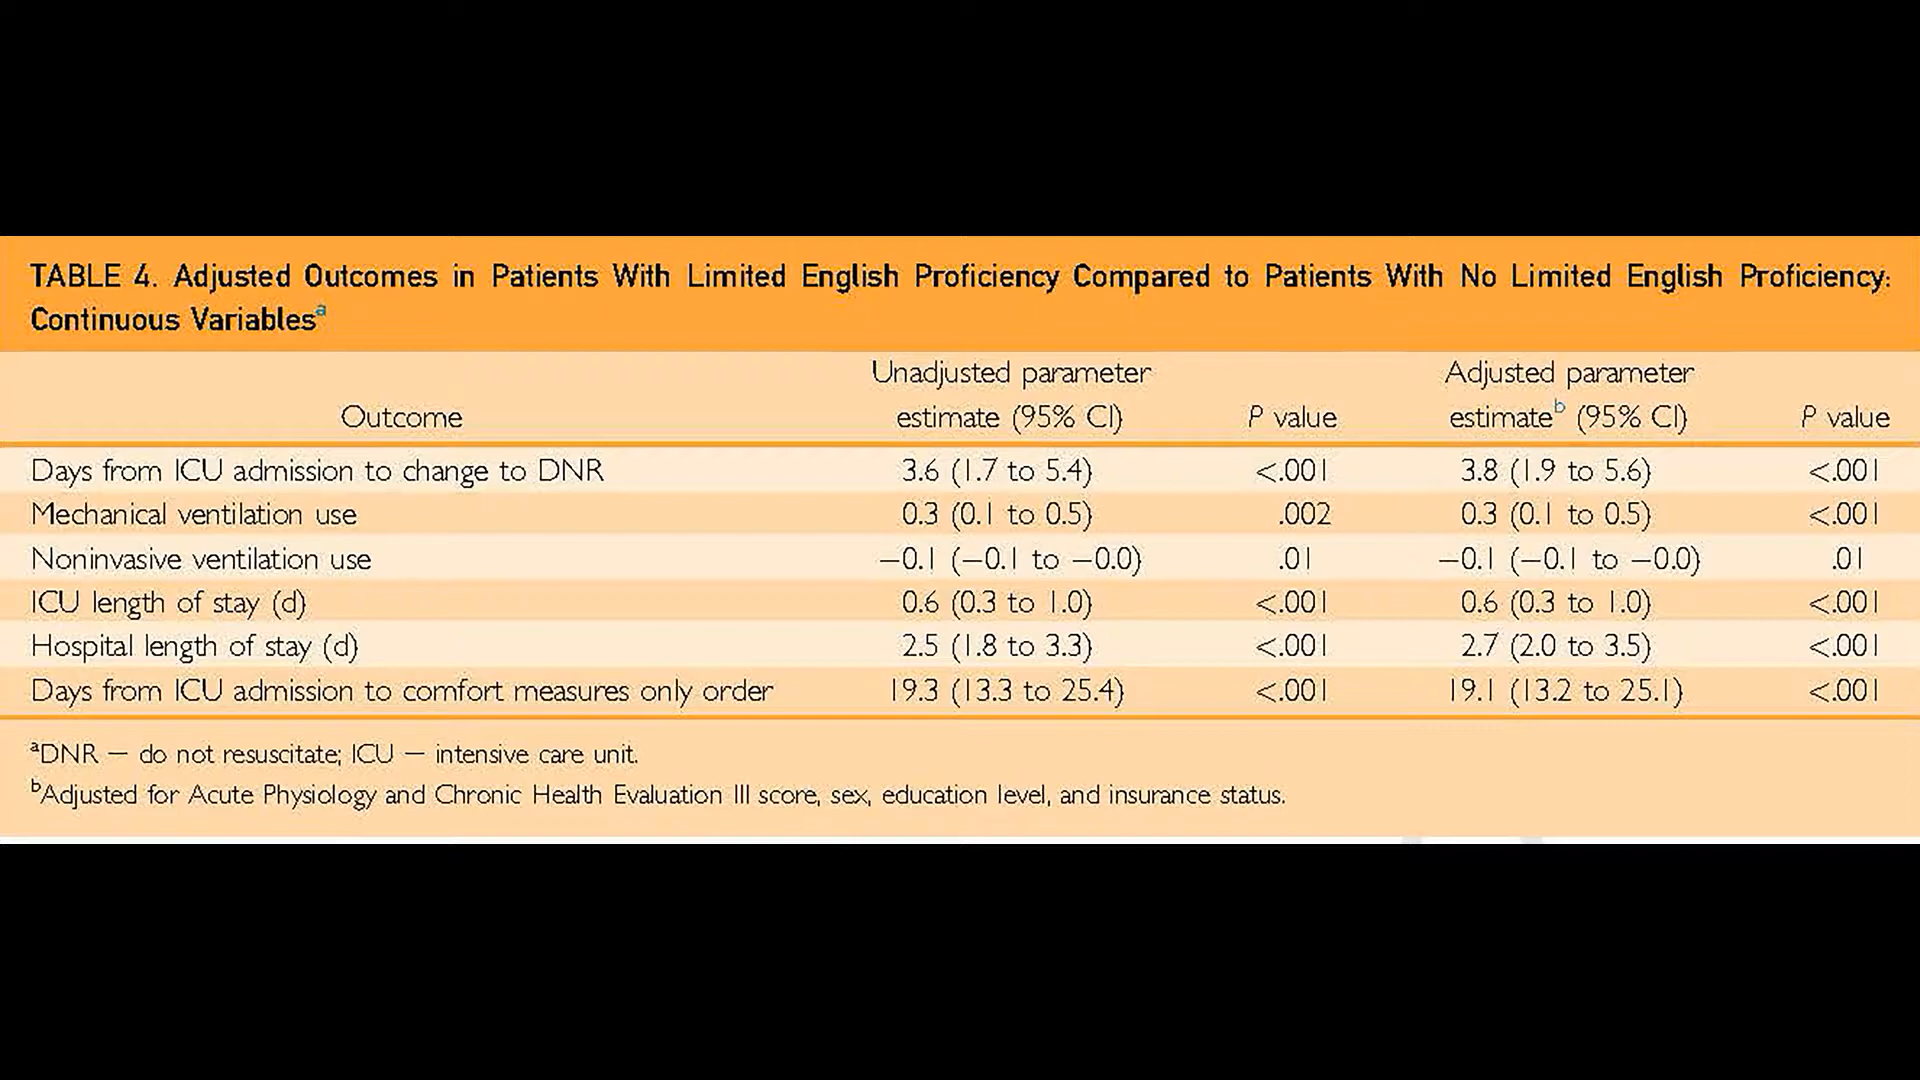 TABLE 4. Adjusted Outcomes in Patients With Limited English Proficiency Compared to Patients With No Limited English Proficiency:
Continuous Variablesᵃ
Unadjusted parameter Adjusted parameter
Outcome estimate (95% CI) P value estimateᵇ (95% CI) P value
Days from ICU admission to change to DNR 3.6 (1.7 to 5.4) <.001 3.8 (1.9 to 5.6) <.001
Mechanical ventilation use 0.3 (0.1 to 0.5) .002 0.3 (0.1 to 0.5) <.001
Noninvasive ventilation use −0.1 (−0.1 to −0.0) .01 −0.1 (−0.1 to −0.0) .01
ICU length of stay (d) 0.6 (0.3 to 1.0) <.001 0.6 (0.3 to 1.0) <.001
Hospital length of stay (d) 2.5 (1.8 to 3.3) <.001 2.7 (2.0 to 3.5) <.001
Days from ICU admission to comfort measures only order 19.3 (13.3 to 25.4) <.001 19.1 (13.2 to 25.1) <.001
ᵃDNR — do not resuscitate; ICU — intensive care unit.
ᵇAdjusted for Acute Physiology and Chronic Health Evaluation III score, sex, education level, and insurance status.